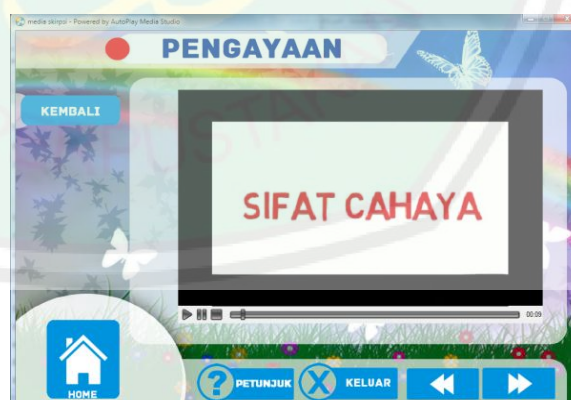 media skripsi - Powered by AutoPlay Media Studio
PENGAYAAN
KEMBALI
SIFAT CAHAYA
00:09
HOME
? PETUNJUK
X KELUAR